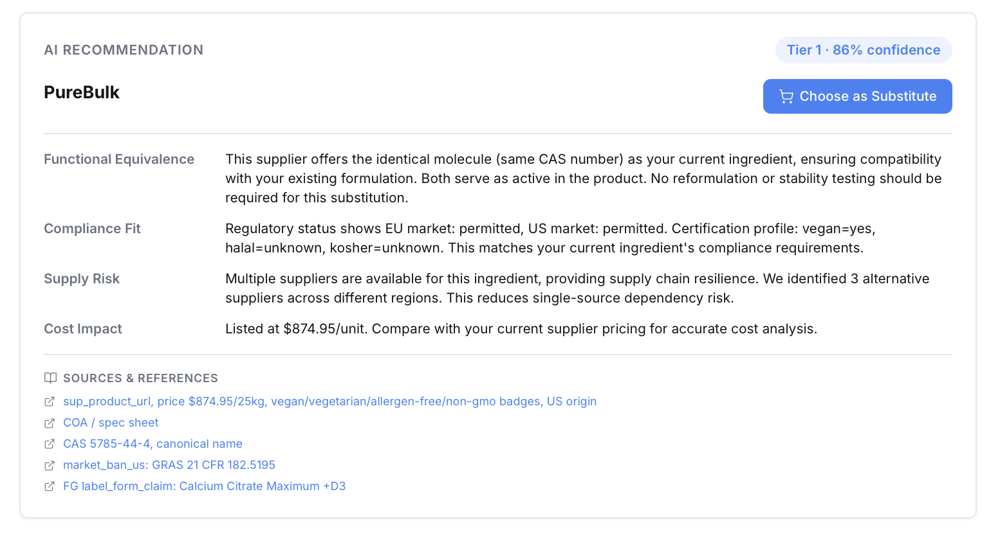 AI RECOMMENDATION
Tier 1 · 86% confidence
PureBulk
Choose as Substitute
Functional Equivalence
This supplier offers the identical molecule (same CAS number) as your current ingredient, ensuring compatibility
with your existing formulation. Both serve as active in the product. No reformulation or stability testing should be
required for this substitution.
Compliance Fit
Regulatory status shows EU market: permitted, US market: permitted. Certification profile: vegan=yes,
halal=unknown, kosher=unknown. This matches your current ingredient's compliance requirements.
Supply Risk
Multiple suppliers are available for this ingredient, providing supply chain resilience. We identified 3 alternative
suppliers across different regions. This reduces single-source dependency risk.
Cost Impact
Listed at $874.95/unit. Compare with your current supplier pricing for accurate cost analysis.
SOURCES & REFERENCES
sup_product_url, price $874.95/25kg, vegan/vegetarian/allergen-free/non-gmo badges, US origin
COA / spec sheet
CAS 5785-44-4, canonical name
market_ban_us: GRAS 21 CFR 182.5195
FG label_form_claim: Calcium Citrate Maximum +D3